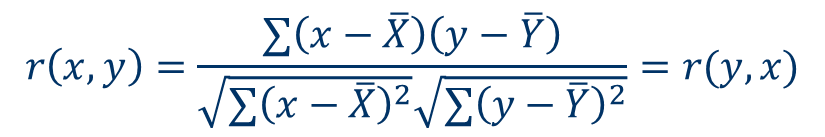 r(x, y) = ∑(x − X̄)(y − Ȳ) / √∑(x − X̄)² √∑(y − Ȳ)² = r(y, x)